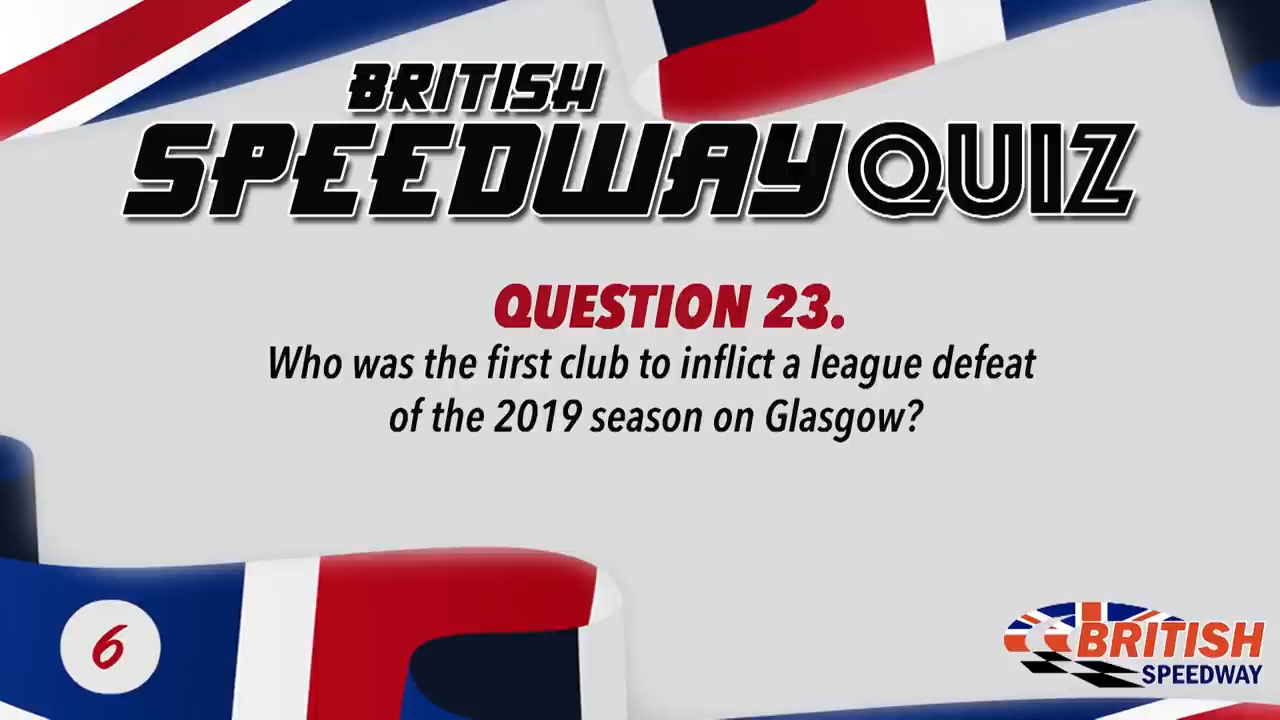 BRITISH
SPEEDWAY QUIZ
QUESTION 23.
Who was the first club to inflict a league defeat
of the 2019 season on Glasgow?
6
BRITISH
SPEEDWAY